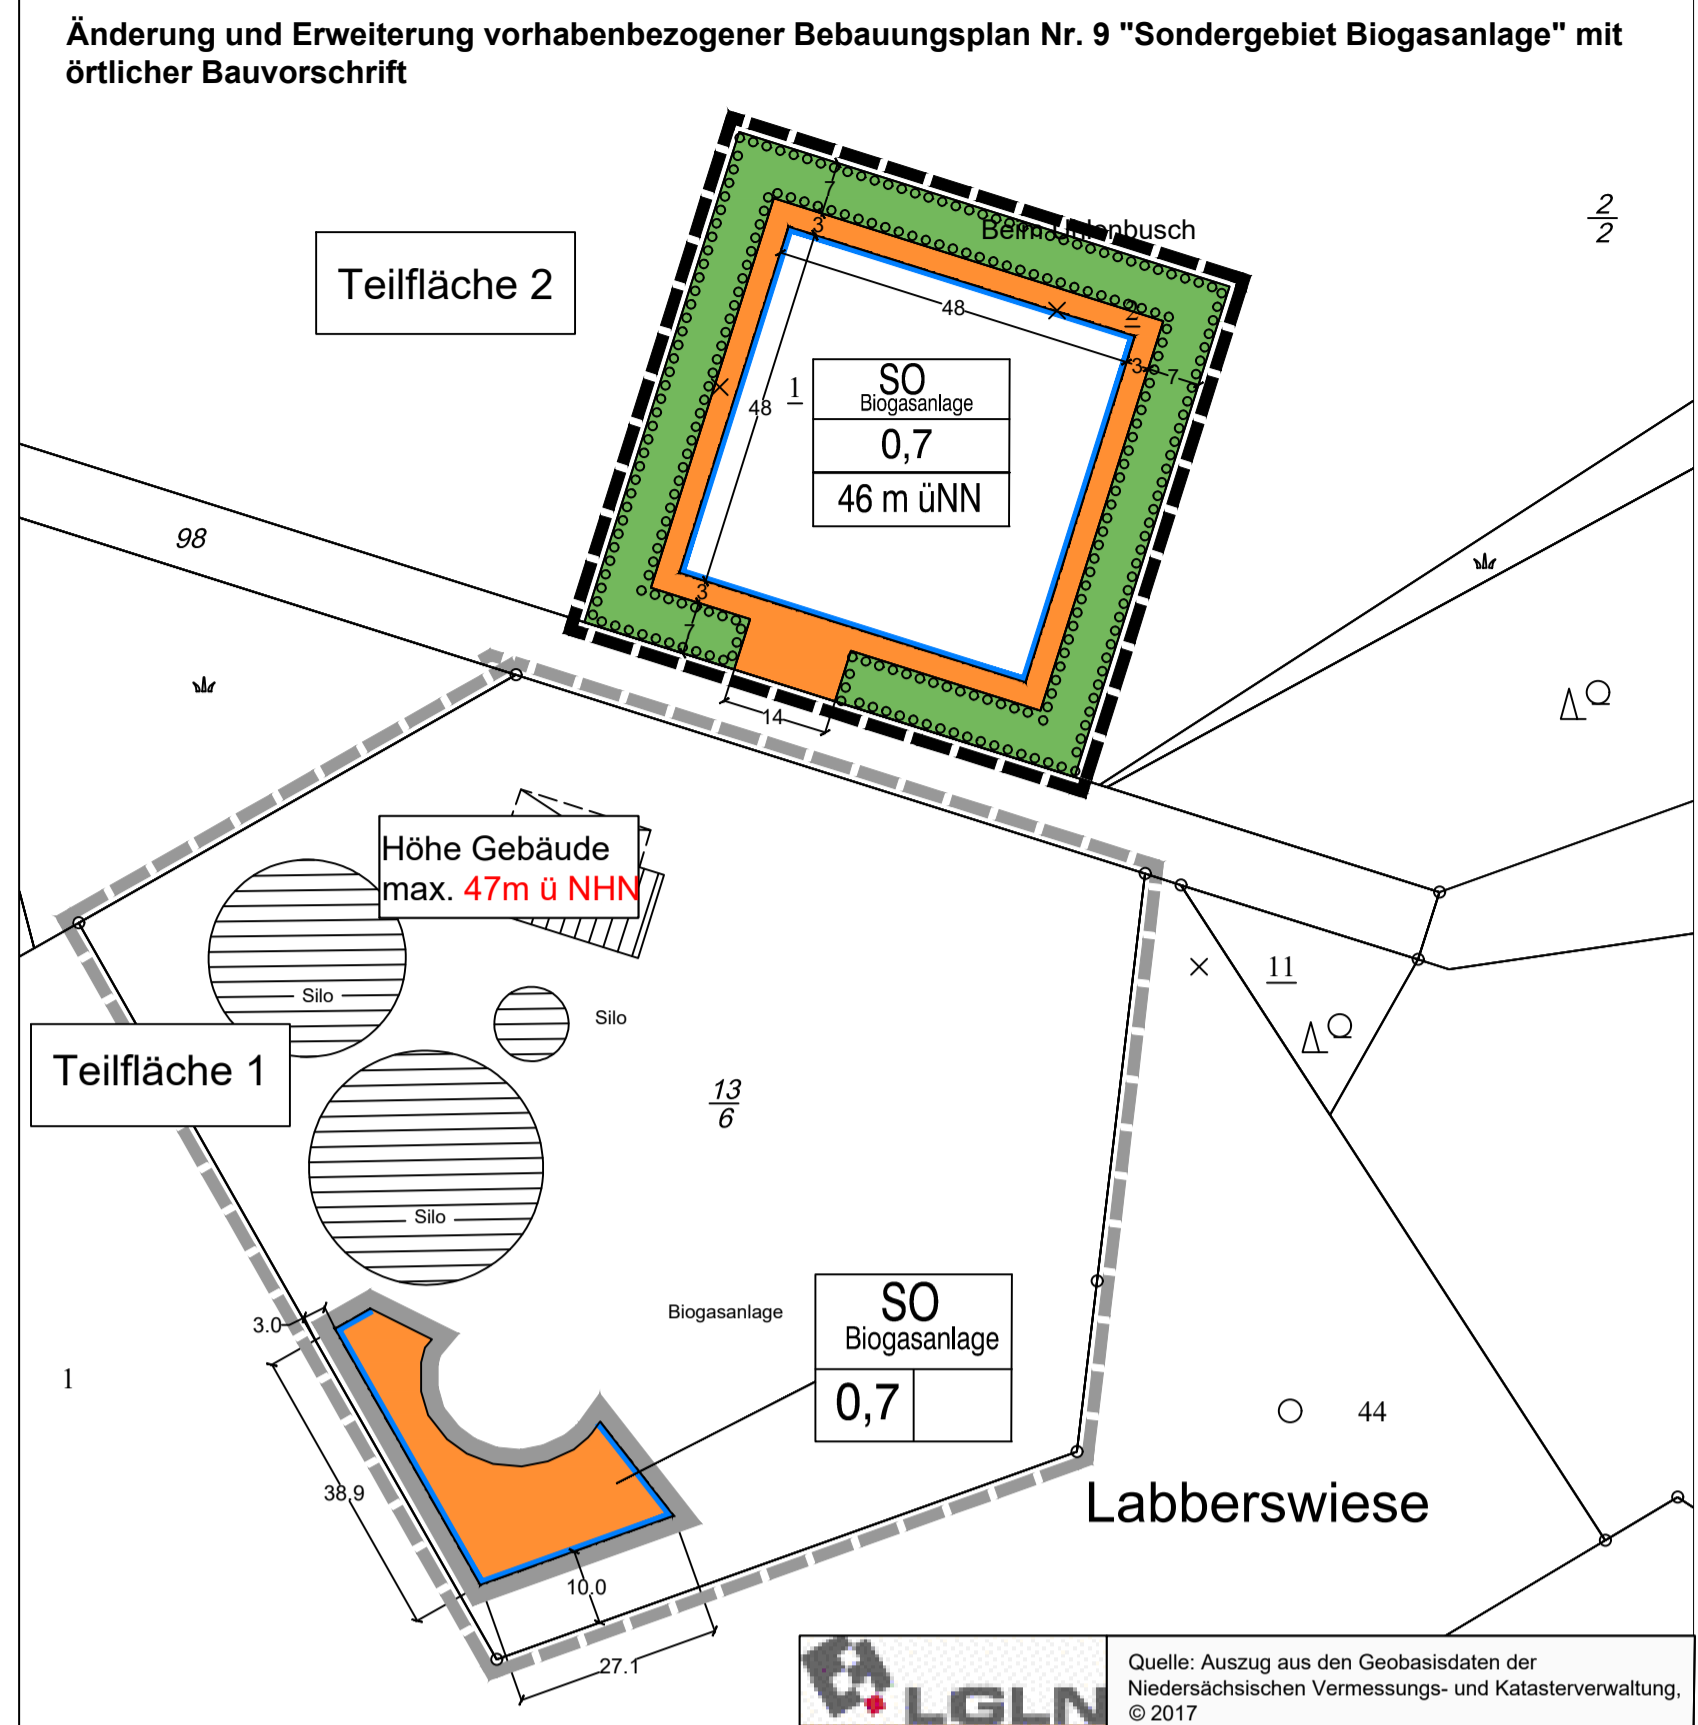 Änderung und Erweiterung vorhabenbezogener Bebauungsplan Nr. 9 "Sondergebiet Biogasanlage" mit
örtlicher Bauvorschrift
Teilfläche 2
7
3
Beim Uhlenbusch
2
2
48
2
3
7
48
1
SO
Biogasanlage
0,7
46 m üNN
98
3
7
14
Höhe Gebäude
max. 47m ü NHN
Silo
Silo
11
Teilfläche 1
13
6
Silo
3.0
Biogasanlage
SO
Biogasanlage
0,7
1
44
38.9
Labberswiese
10.0
27.1
LGLN
Quelle: Auszug aus den Geobasisdaten der
Niedersächsischen Vermessungs- und Katasterverwaltung,
© 2017